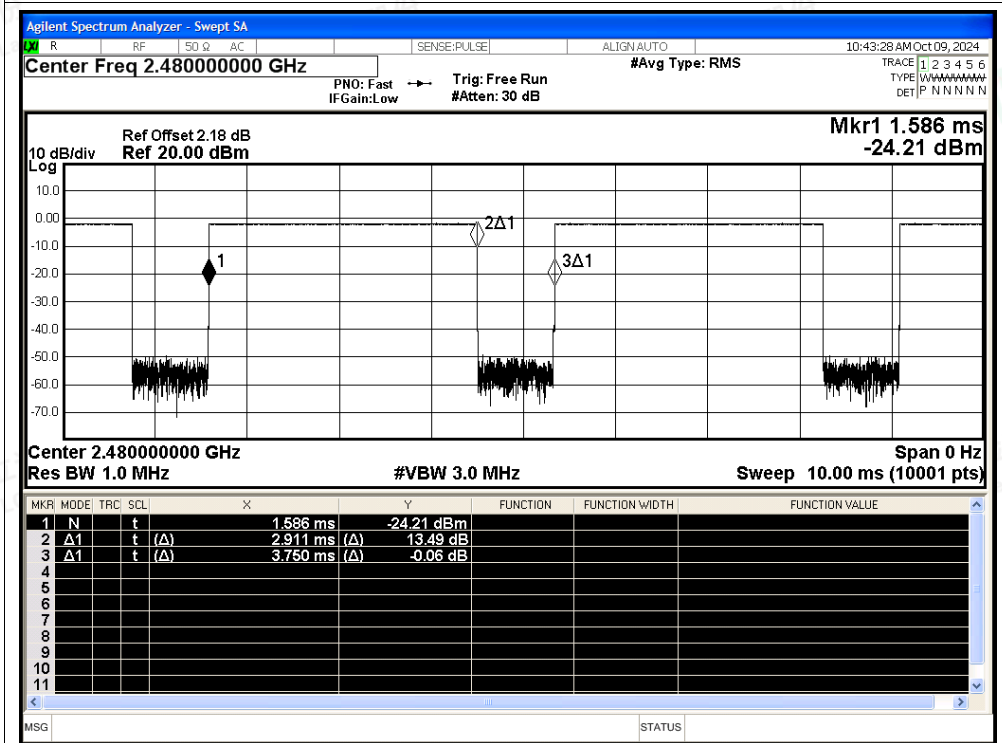 Agilent Spectrum Analyzer - Swept SA
LXI R RF 50 Ω AC SENSE:PULSE ALIGN AUTO 10:43:28 AM Oct 09, 2024
Center Freq 2.480000000 GHz
PNO: Fast
IFGain:Low
Trig: Free Run
#Atten: 30 dB
#Avg Type: RMS
TRACE 1 2 3 4 5 6
TYPE
DET P N N N N N
Mkr1 1.586 ms
-24.21 dBm
Ref Offset 2.18 dB
10 dB/div Ref 20.00 dBm
Log
10.0
0.00
2Δ1
-10.0
1
3Δ1
-20.0
-30.0
-40.0
-50.0
-60.0
-70.0
Center 2.480000000 GHz Span 0 Hz
Res BW 1.0 MHz #VBW 3.0 MHz Sweep 10.00 ms (10001 pts)
MKR MODE TRC SCL X Y FUNCTION FUNCTION WIDTH FUNCTION VALUE
1 N t 1.586 ms -24.21 dBm
2 Δ1 t (Δ) 2.911 ms (Δ) 13.49 dB
3 Δ1 t (Δ) 3.750 ms (Δ) -0.06 dB
4
5
6
7
8
9
10
11
MSG STATUS